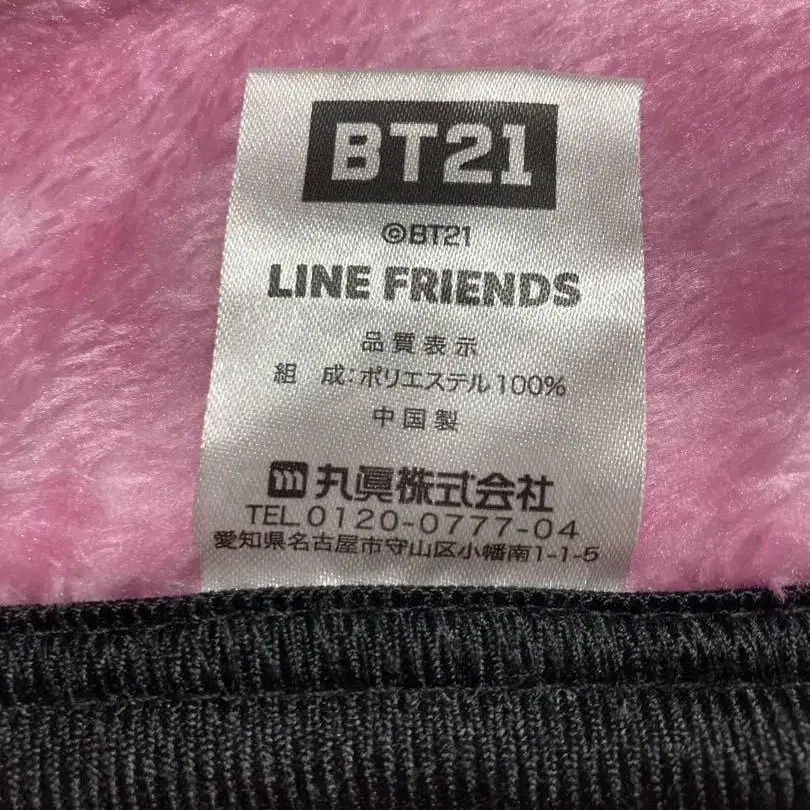 BT21
©BT21
LINE FRIENDS
品質表示
組 成:ポリエステル100%
中国製
丸眞株式会社
TEL.0120-0777-04
愛知県名古屋市守山区小幡南1-1-5